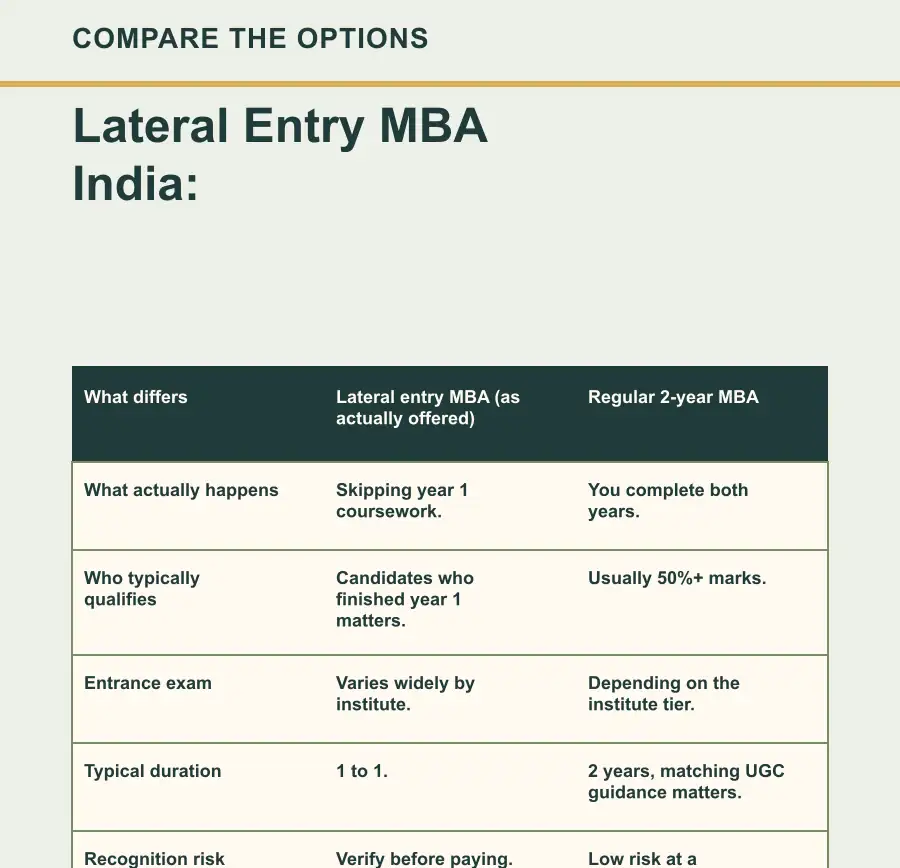 COMPARE THE OPTIONS
Lateral Entry MBA
India:
What differs
Lateral entry MBA (as
actually offered)
Regular 2-year MBA
What actually happens
Skipping year 1
coursework.
You complete both
years.
Who typically
qualifies
Candidates who
finished year 1
matters.
Usually 50%+ marks.
Entrance exam
Varies widely by
institute.
Depending on the
institute tier.
Typical duration
1 to 1.
2 years, matching UGC
guidance matters.
Recognition risk
Verify before paying.
Low risk at a